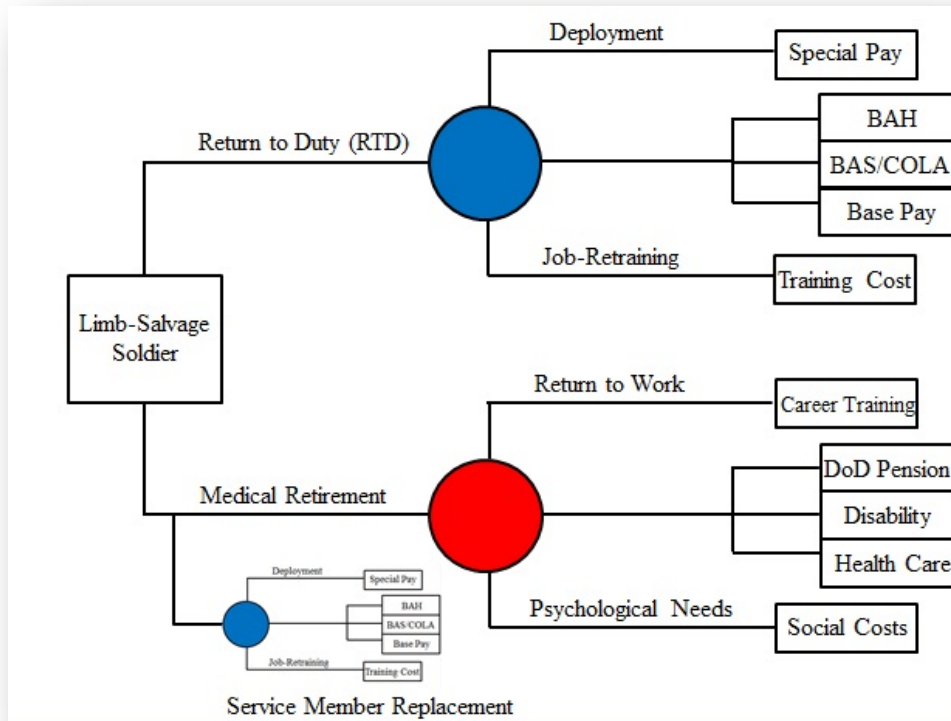 Deployment
Special Pay
Return to Duty (RTD)
BAH
BAS/COLA
Base Pay
Job-Retraining
Training Cost
Limb-Salvage
Soldier
Return to Work
Career Training
Medical Retirement
DoD Pension
Disability
Health Care
Psychological Needs
Social Costs
Deployment
Special Pay
BAH
BAS/COLA
Base Pay
Job-Retraining
Training Cost
Service Member Replacement